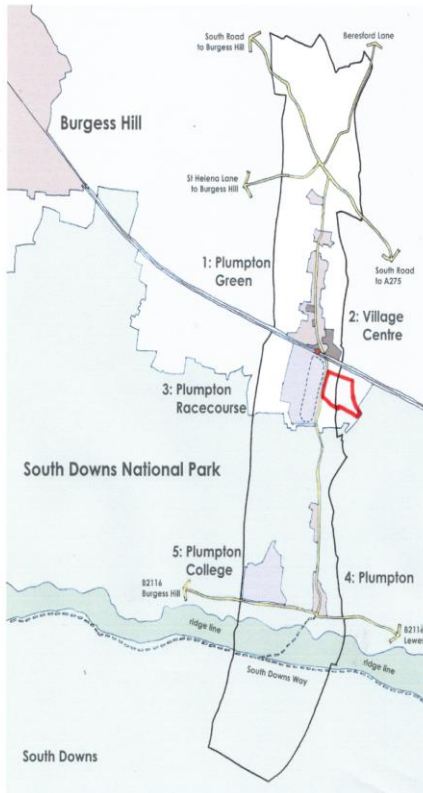 South Road
to Burgess Hill
Beresford Lane
Burgess Hill
St Helena Lane
to Burgess Hill
South Road
to A275
1: Plumpton
Green
2: Village
Centre
3: Plumpton
Racecourse
South Downs National Park
5: Plumpton
College
B2116
Burgess Hill
4: Plumpton
ridge line
B2116
Lewes
South Downs Way
ridge line
South Downs